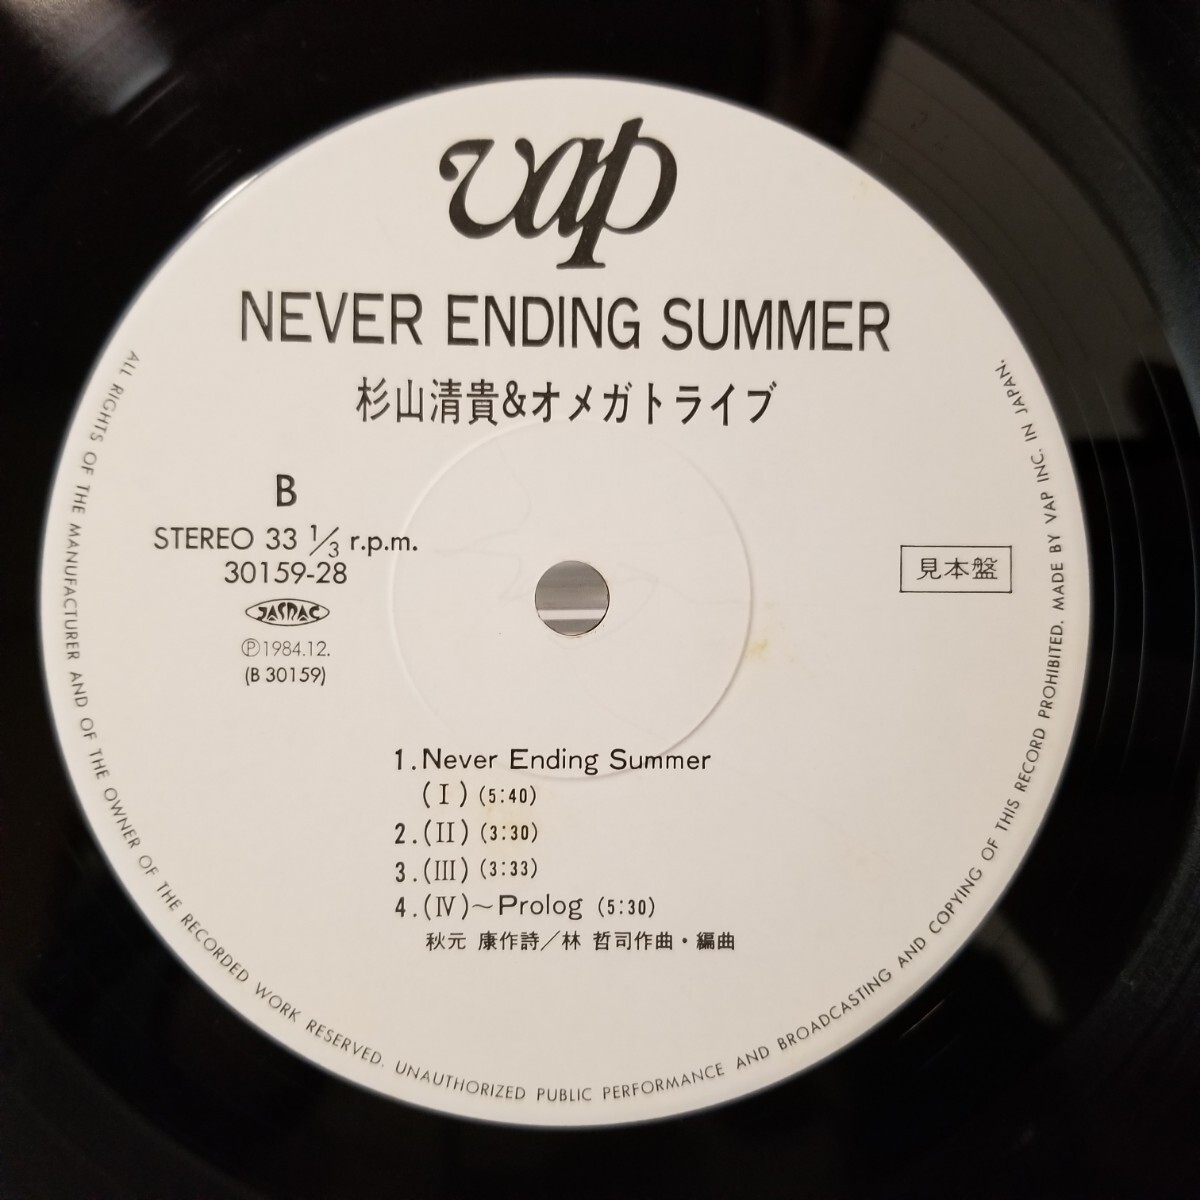 vap
NEVER ENDING SUMMER
杉山清貴&オメガトライブ
B
STEREO 33 1/3 r.p.m.
30159-28
JASRAC
Ⓟ1984.12.
(B 30159)
見本盤
1.Never Ending Summer
(Ⅰ) (5:40)
2.(Ⅱ) (3:30)
3.(Ⅲ) (3:33)
4.(Ⅳ)~Prolog (5:30)
秋元 康作詩/林 哲司作曲・編曲
ALL RIGHTS OF THE MANUFACTURER AND OF THE OWNER OF THE RECORDED WORK RESERVED. UNAUTHORIZED PUBLIC PERFORMANCE AND BROADCASTING AND COPYING OF THIS RECORD PROHIBITED. MADE BY VAP INC. IN JAPAN.